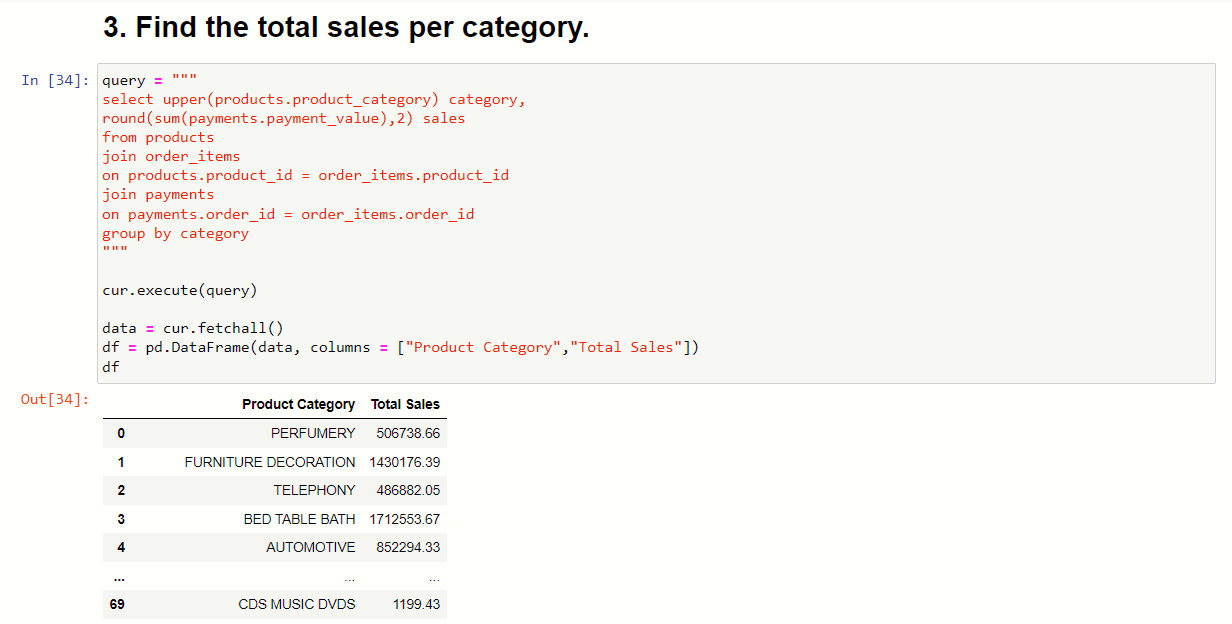 3. Find the total sales per category.
In [34]: query = """
select upper(products.product_category) category,
round(sum(payments.payment_value),2) sales
from products
join order_items
on products.product_id = order_items.product_id
join payments
on payments.order_id = order_items.order_id
group by category
"""
cur.execute(query)
data = cur.fetchall()
df = pd.DataFrame(data, columns = ["Product Category","Total Sales"])
df
Out[34]:
Product Category Total Sales
0 PERFUMERY 506738.66
1 FURNITURE DECORATION 1430176.39
2 TELEPHONY 486882.05
3 BED TABLE BATH 1712553.67
4 AUTOMOTIVE 852294.33
... ... ...
69 CDS MUSIC DVDS 1199.43